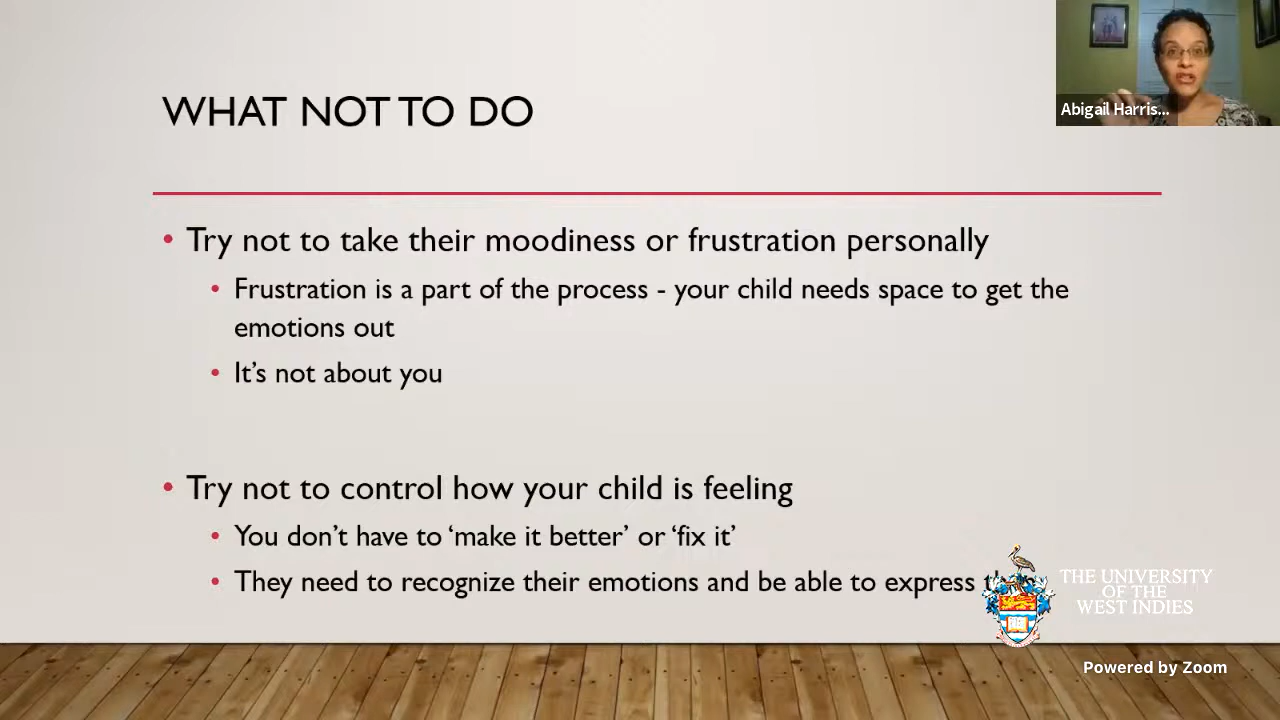 WHAT NOT TO DO
Abigail Harris...
• Try not to take their moodiness or frustration personally
• Frustration is a part of the process - your child needs space to get the
emotions out
• It’s not about you
• Try not to control how your child is feeling
• You don’t have to ‘make it better’ or ‘fix it’
• They need to recognize their emotions and be able to express
THE UNIVERSITY
OF THE
WEST INDIES
Powered by Zoom